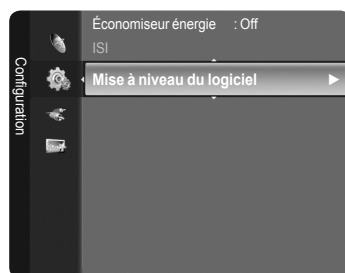 Configuration
Économiseur énergie : Off
ISI
Mise à niveau du logiciel